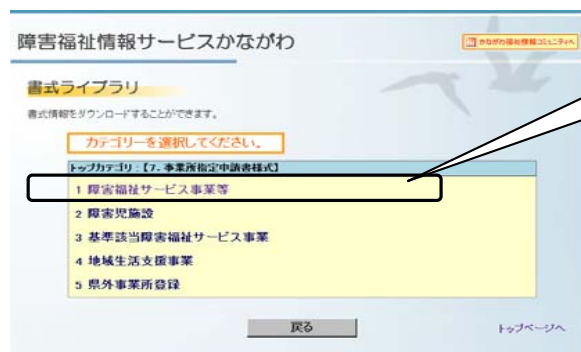 障害福祉情報サービスかながわ
かながわ福祉情報コミュニティへ
書式ライブラリ
書式情報をダウンロードすることができます。
カテゴリーを選択してください。
トップカテゴリ:【7. 事業所指定申請書様式】
1 障害福祉サービス事業等
2 障害児施設
3 基準該当障害福祉サービス事業
4 地域生活支援事業
5 県外事業所登録
戻る
トップページへ